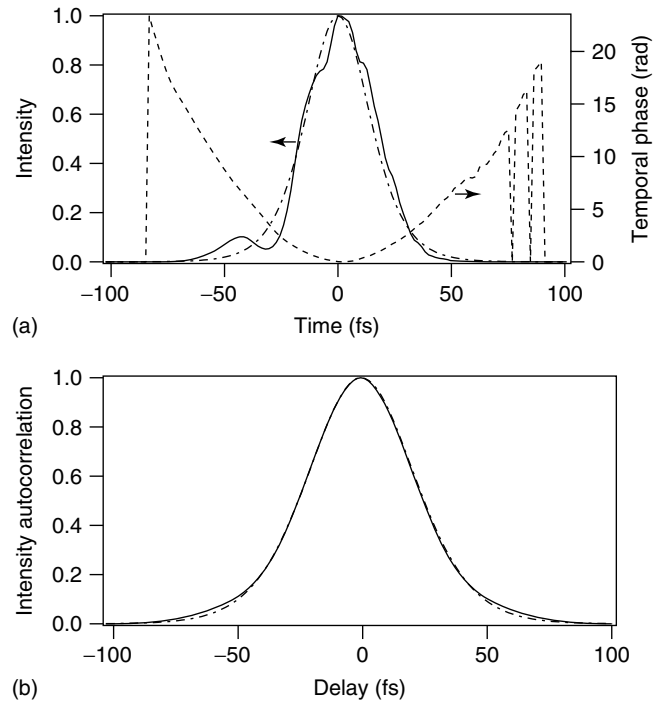 1.0
0.8
0.6
0.4
0.2
0.0
Intensity
20
15
10
5
0
Temporal phase (rad)
−100 −50 0 50 100
Time (fs)
(a)
1.0
0.8
0.6
0.4
0.2
0.0
Intensity autocorrelation
−100 −50 0 50 100
Delay (fs)
(b)